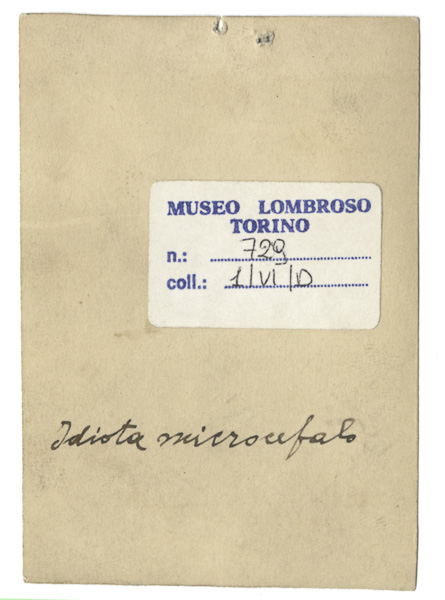 MUSEO LOMBROSO
TORINO
n.: 729
coll.: 1/VI/D
Idiota microcefalo